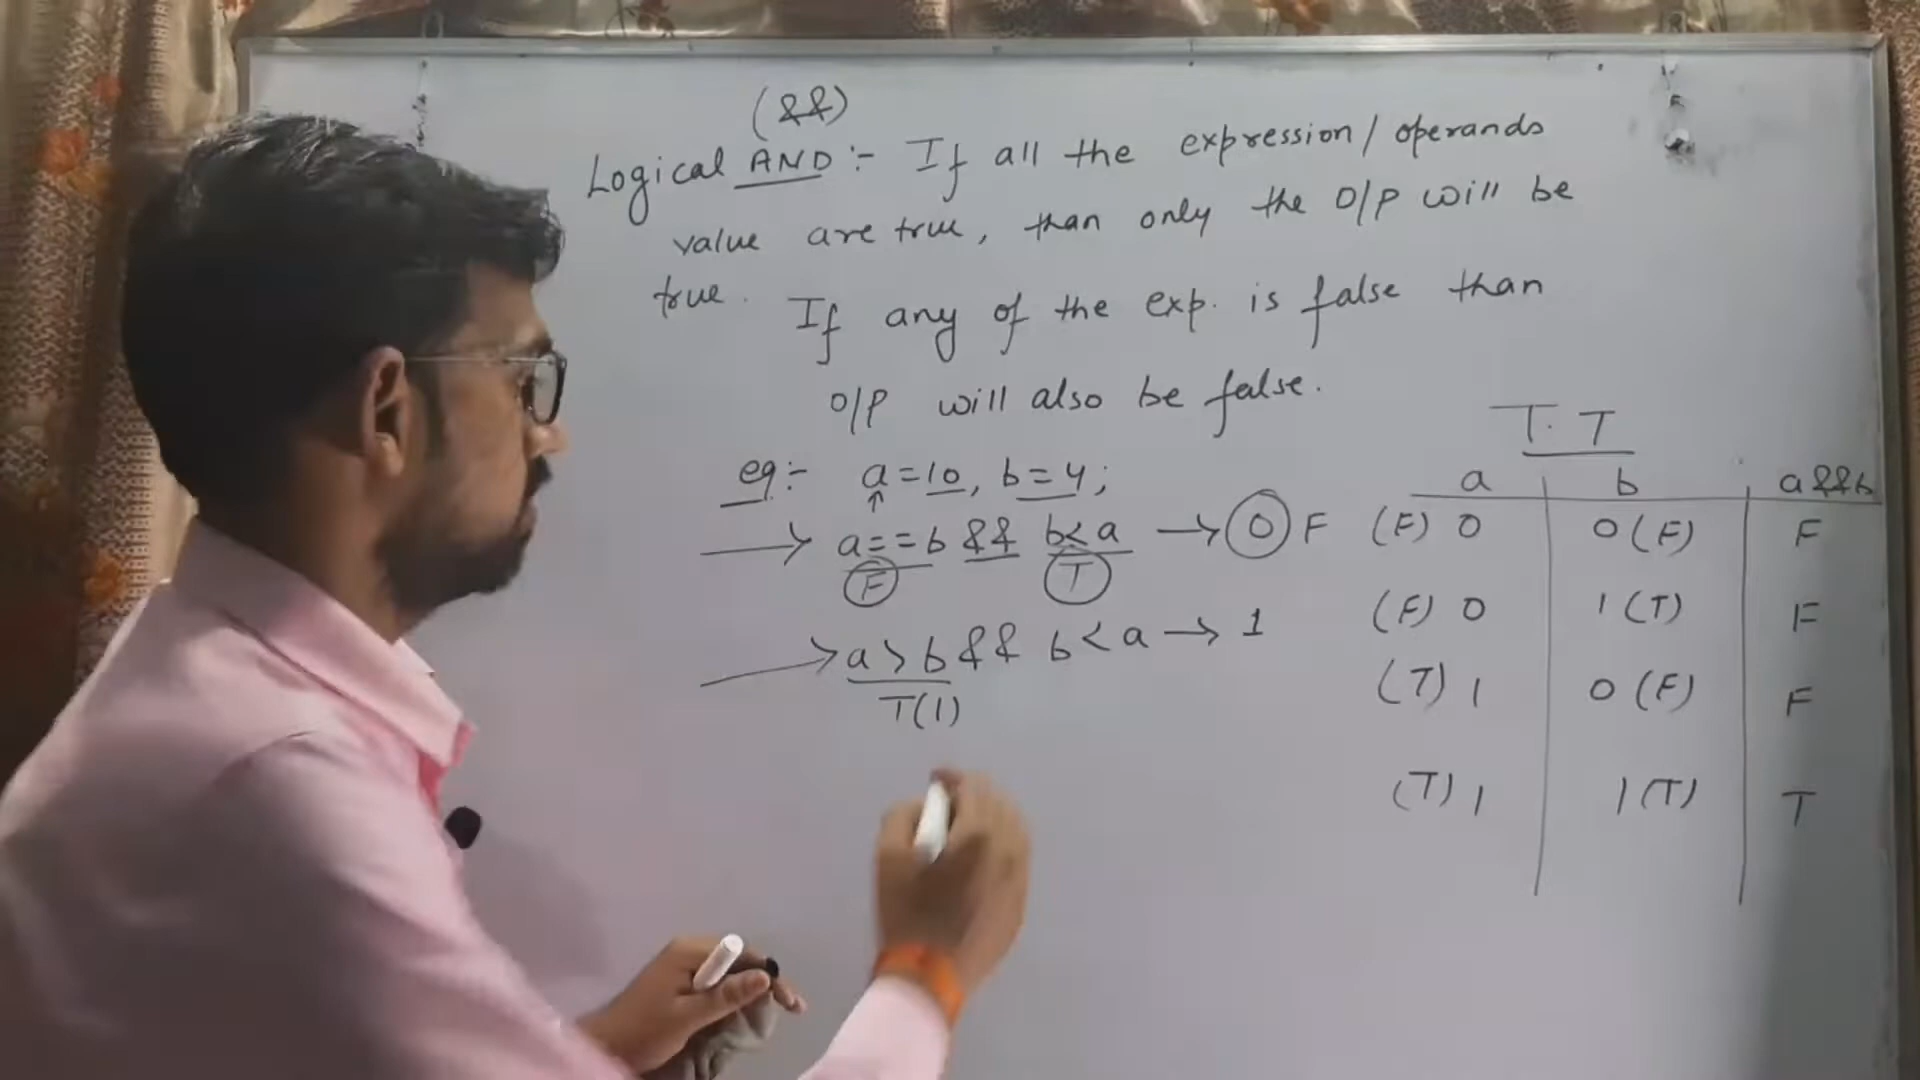 (&&)
Logical AND :- If all the expression / operands
value are true, than only the O/P will be
true. If any of the exp. is false than
O/P will also be false.
eg:- a = 10, b = 4;
↑
→ a == b && b < a → 0 F
F T
→ a > b && b < a → 1
T(1)
T.T
a b a&&b
(F) 0 0 (F) F
(F) 0 1 (T) F
(T) 1 0 (F) F
(T) 1 1 (T) T